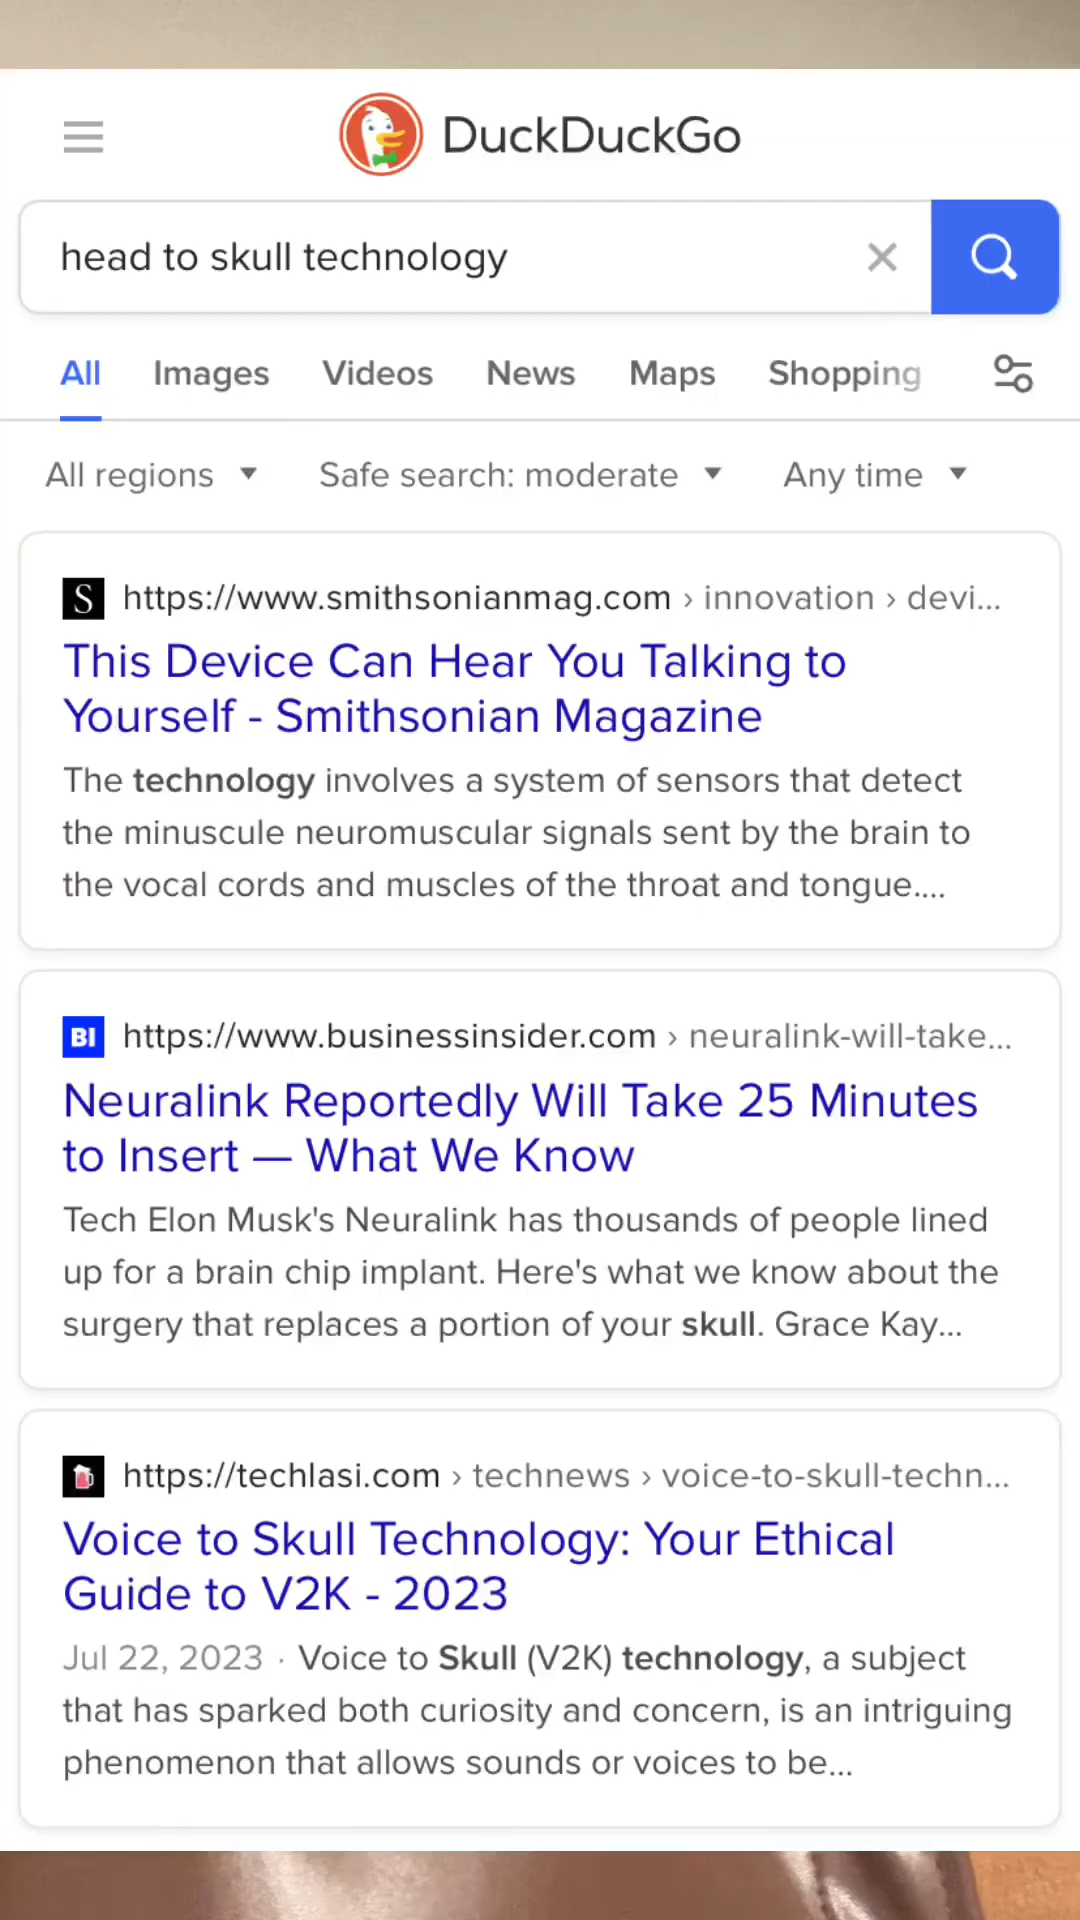 DuckDuckGo
head to skull technology
All Images Videos News Maps Shopping
All regions Safe search: moderate Any time
S https://www.smithsonianmag.com › innovation › devi...
This Device Can Hear You Talking to
Yourself - Smithsonian Magazine
The technology involves a system of sensors that detect
the minuscule neuromuscular signals sent by the brain to
the vocal cords and muscles of the throat and tongue....
BI https://www.businessinsider.com › neuralink-will-take...
Neuralink Reportedly Will Take 25 Minutes
to Insert — What We Know
Tech Elon Musk's Neuralink has thousands of people lined
up for a brain chip implant. Here's what we know about the
surgery that replaces a portion of your skull. Grace Kay...
https://techlasi.com › technews › voice-to-skull-techn...
Voice to Skull Technology: Your Ethical
Guide to V2K - 2023
Jul 22, 2023 · Voice to Skull (V2K) technology, a subject
that has sparked both curiosity and concern, is an intriguing
phenomenon that allows sounds or voices to be...